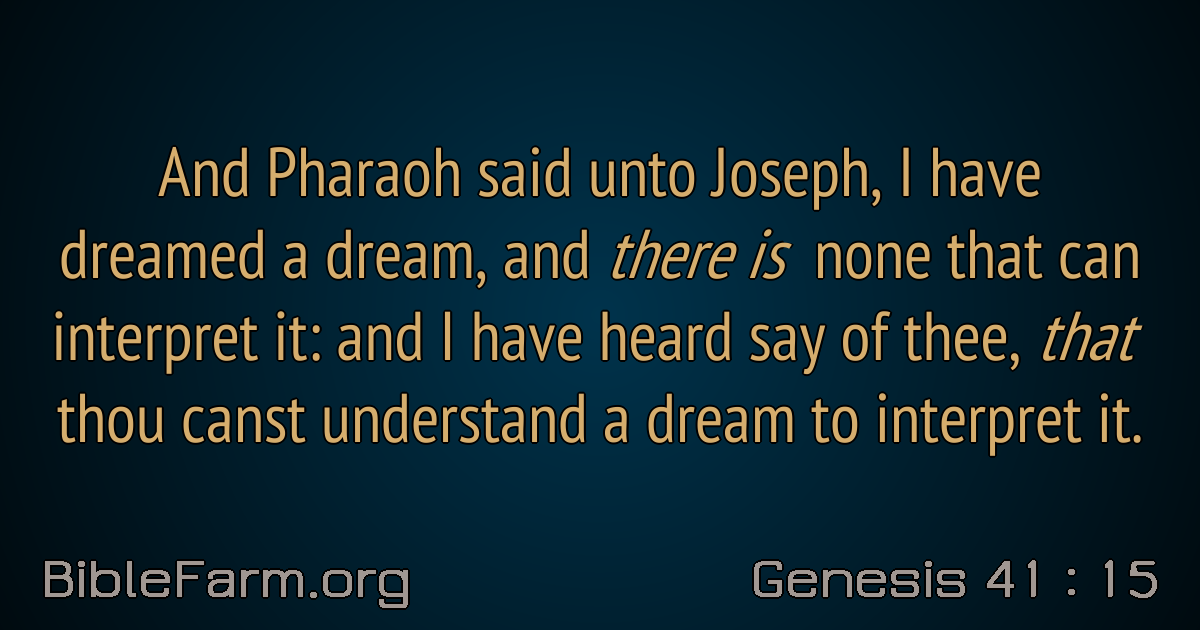 And Pharaoh said unto Joseph, I have
dreamed a dream, and there is none that can
interpret it: and I have heard say of thee, that
thou canst understand a dream to interpret it.
BibleFarm.org
Genesis 41 : 15